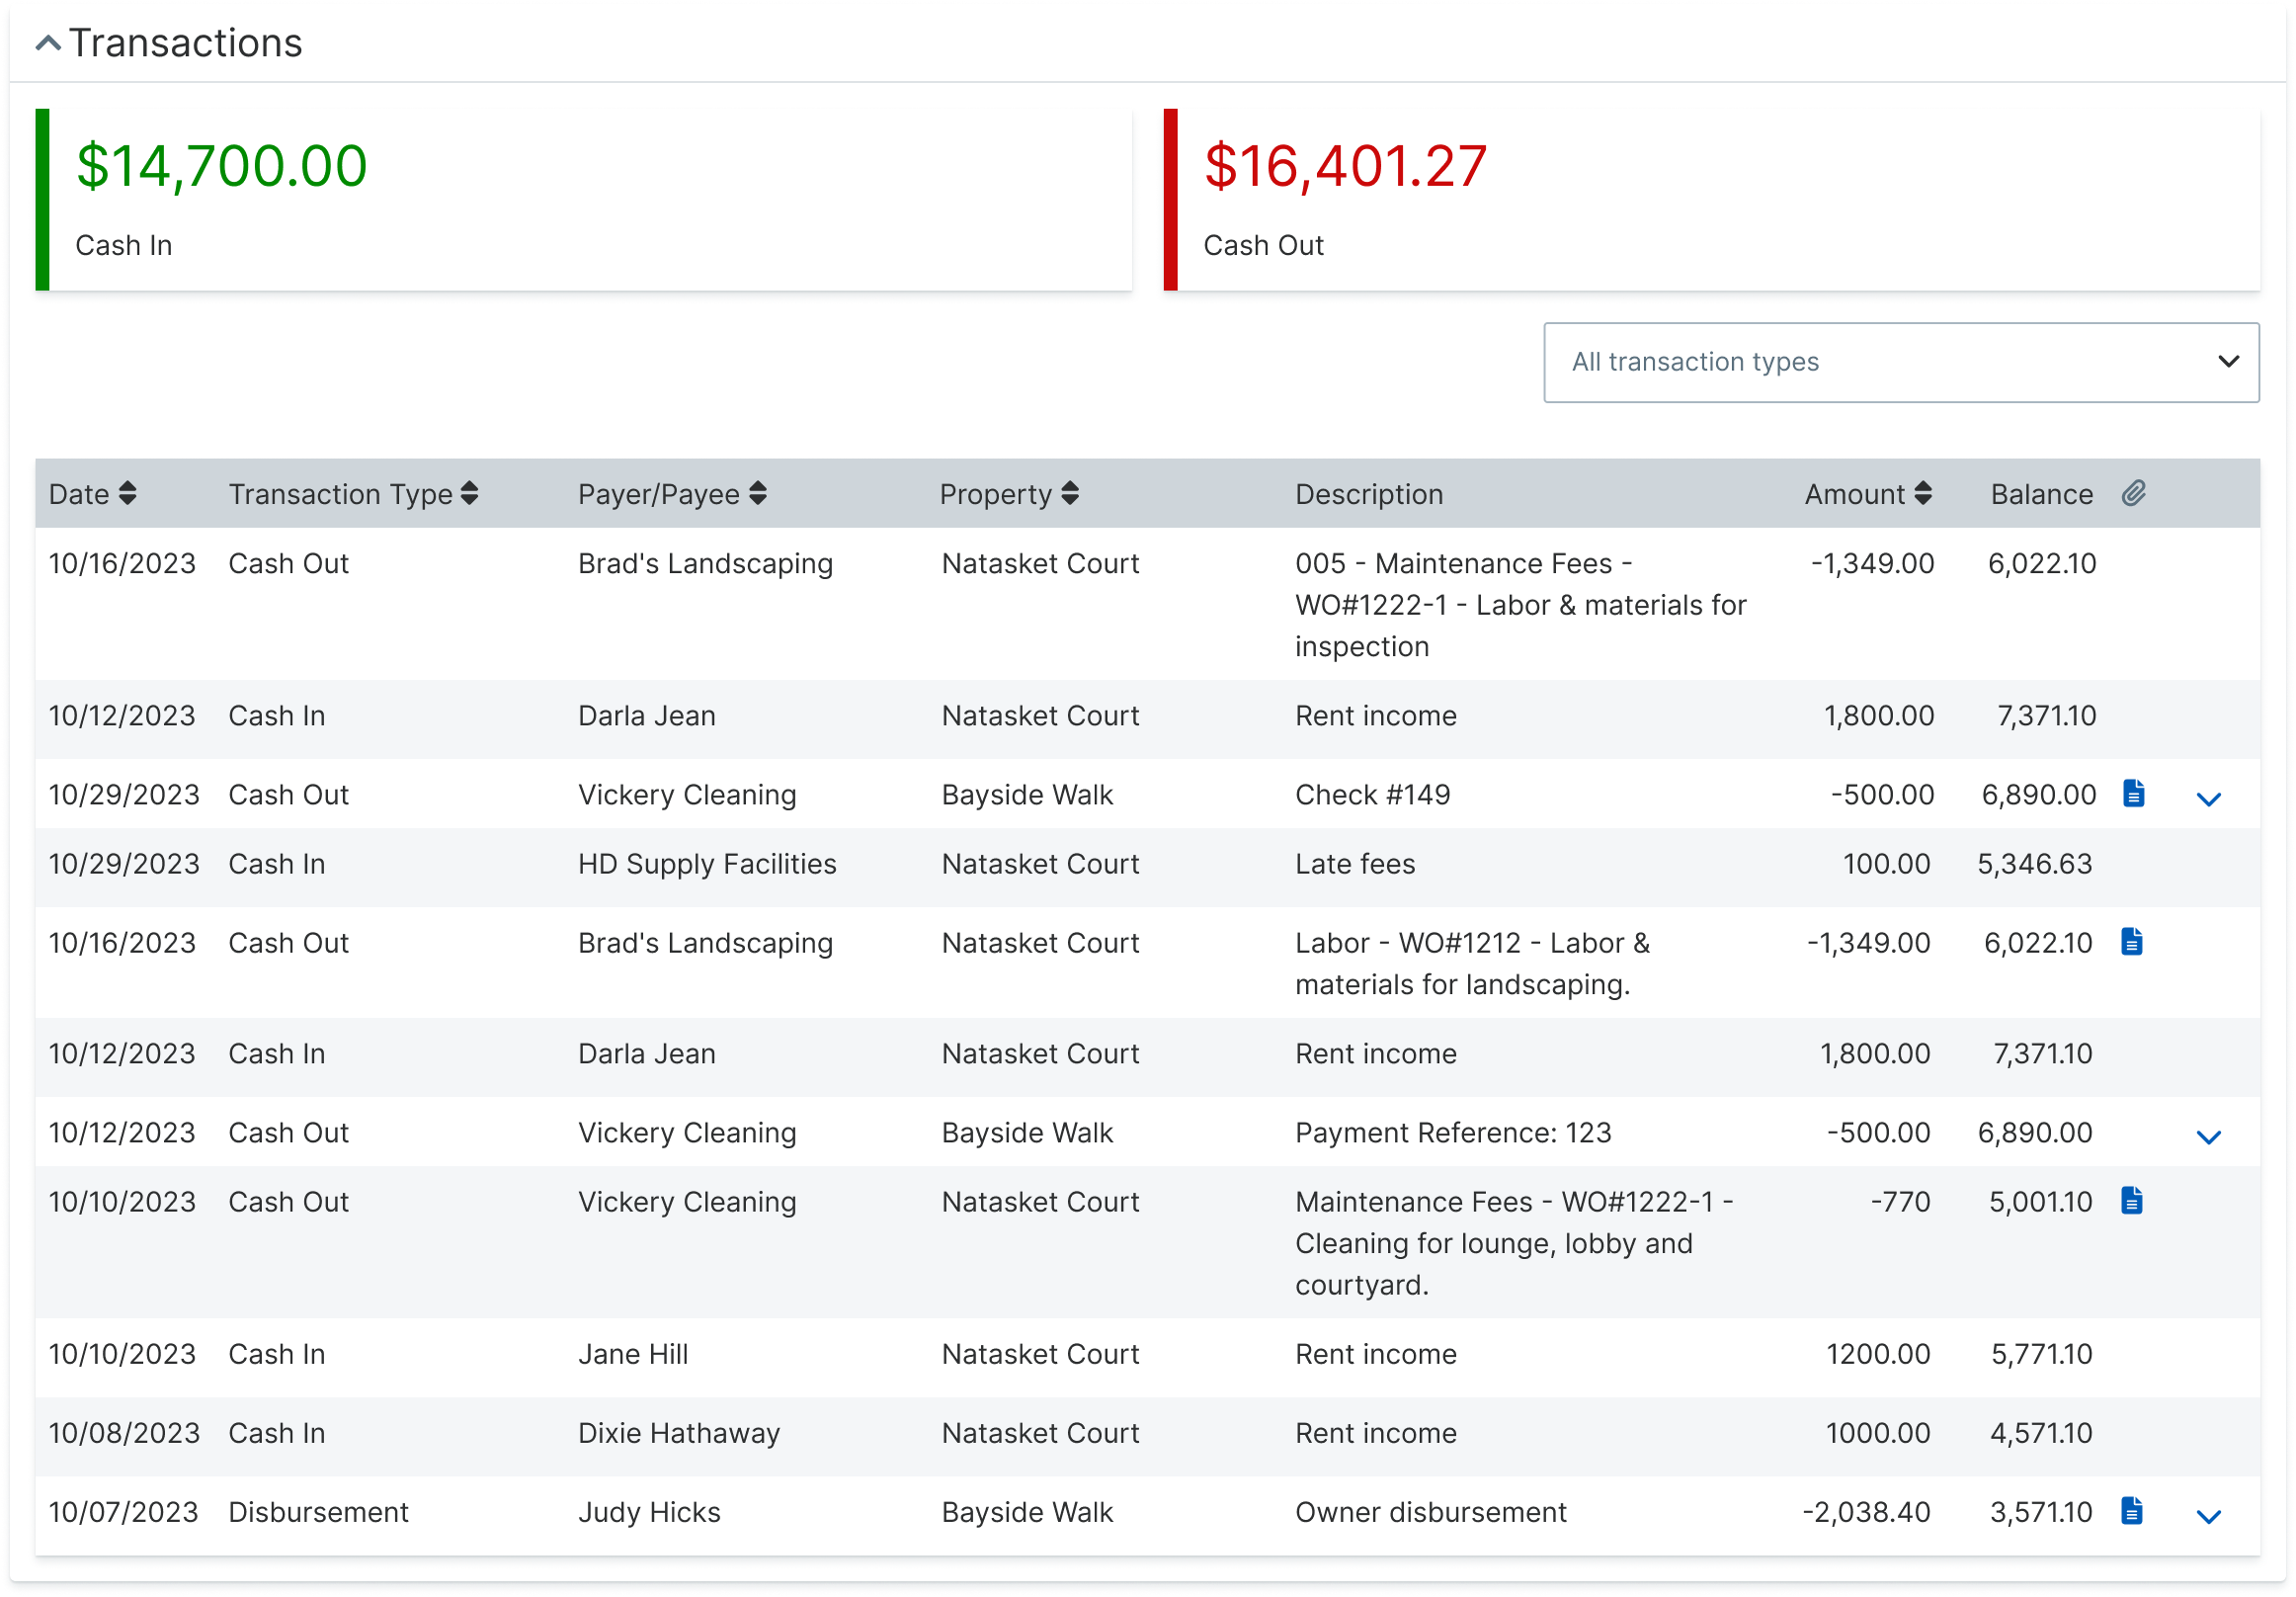 Transactions
$14,700.00
Cash In
$16,401.27
Cash Out
All transaction types
Date Transaction Type Payer/Payee Property Description Amount Balance
10/16/2023 Cash Out Brad's Landscaping Natasket Court 005 - Maintenance Fees - -1,349.00 6,022.10
WO#1222-1 - Labor & materials for
inspection
10/12/2023 Cash In Darla Jean Natasket Court Rent income 1,800.00 7,371.10
10/29/2023 Cash Out Vickery Cleaning Bayside Walk Check #149 -500.00 6,890.00
10/29/2023 Cash In HD Supply Facilities Natasket Court Late fees 100.00 5,346.63
10/16/2023 Cash Out Brad's Landscaping Natasket Court Labor - WO#1212 - Labor & -1,349.00 6,022.10
materials for landscaping.
10/12/2023 Cash In Darla Jean Natasket Court Rent income 1,800.00 7,371.10
10/12/2023 Cash Out Vickery Cleaning Bayside Walk Payment Reference: 123 -500.00 6,890.00
10/10/2023 Cash Out Vickery Cleaning Natasket Court Maintenance Fees - WO#1222-1 - -770 5,001.10
Cleaning for lounge, lobby and
courtyard.
10/10/2023 Cash In Jane Hill Natasket Court Rent income 1200.00 5,771.10
10/08/2023 Cash In Dixie Hathaway Natasket Court Rent income 1000.00 4,571.10
10/07/2023 Disbursement Judy Hicks Bayside Walk Owner disbursement -2,038.40 3,571.10